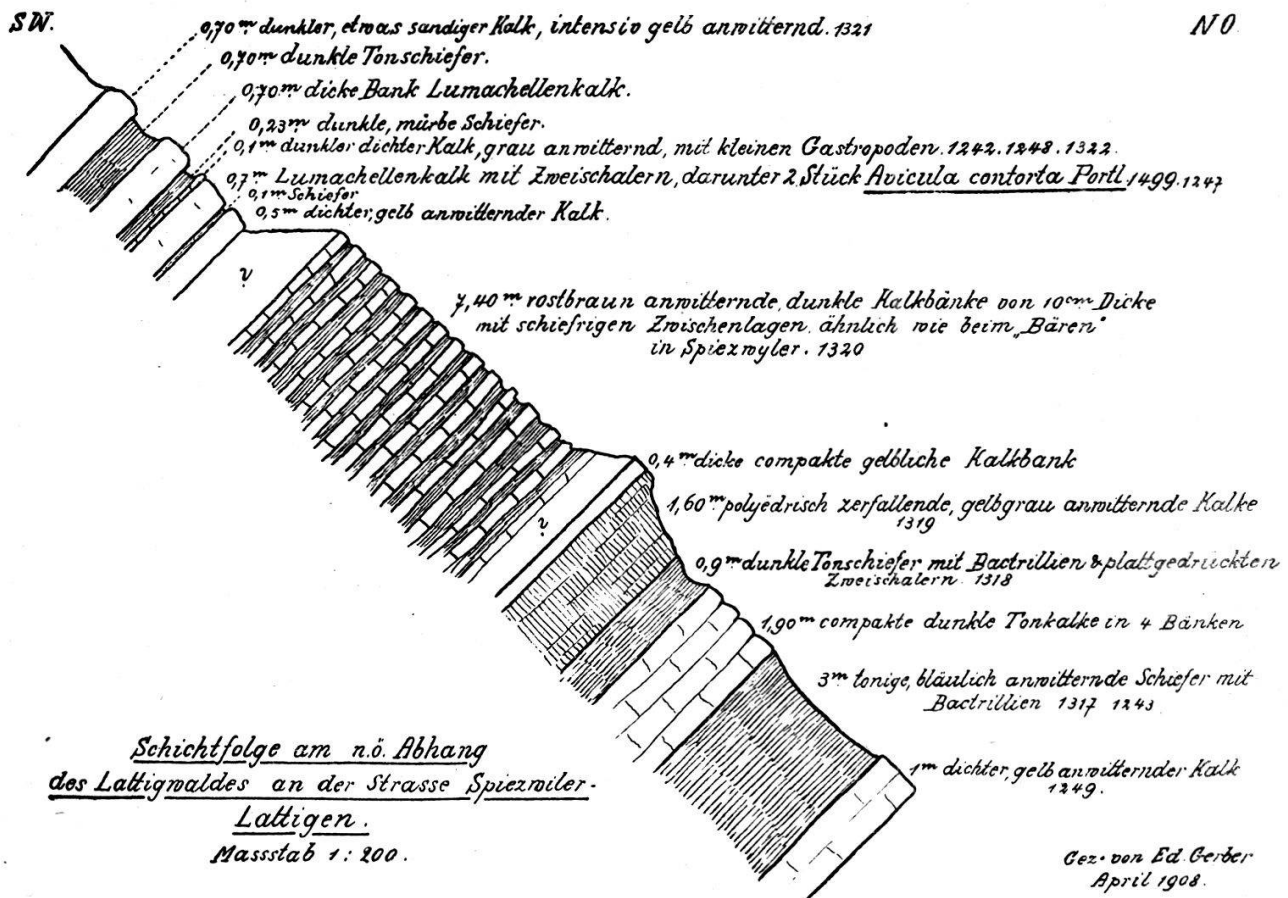 SW.
NO
0,70m dunkler, etwas sandiger Kalk, intensiv gelb anwitternd. 1321
0,70m dunkle Tonschiefer.
0,70m dicke Bank Lumachellenkalk.
0,23m dunkle, mürbe Schiefer.
0,1m dunkler dichter Kalk, grau anwitternd, mit kleinen Gastropoden. 1242. 1248. 1322.
0,7m Lumachellenkalk mit Zweischalern, darunter 2 Stück Avicula contorta Portl. 1499. 1247
0,1m Schiefer
0,5m dichter, gelb anwitternder Kalk.
?
7,40m rostbraun anwitternde, dunkle Kalkbänke von 10cm Dicke
mit schiefrigen Zwischenlagen, ähnlich wie beim „Bären"
in Spiezwyler. 1320
0,4m dicke compakte gelbliche Kalkbank
?
1,60m polyëdrisch zerfallende, gelbgrau anwitternde Kalke
1319
0,9m dunkle Tonschiefer mit Bactrillien & plattgedrückten
Zweischalern. 1318
1,90m compakte dunkle Tonkalke in 4 Bänken
3m tonige, bläulich anwitternde Schiefer mit
Bactrillien 1317 1243
1m dichter, gelb anwitternder Kalk
1249.
Schichtfolge am n.ö. Abhang
des Lattigwaldes an der Strasse Spiezwiler-
Lattigen.
Massstab 1:200.
Gez. von Ed. Gerber
April 1908.